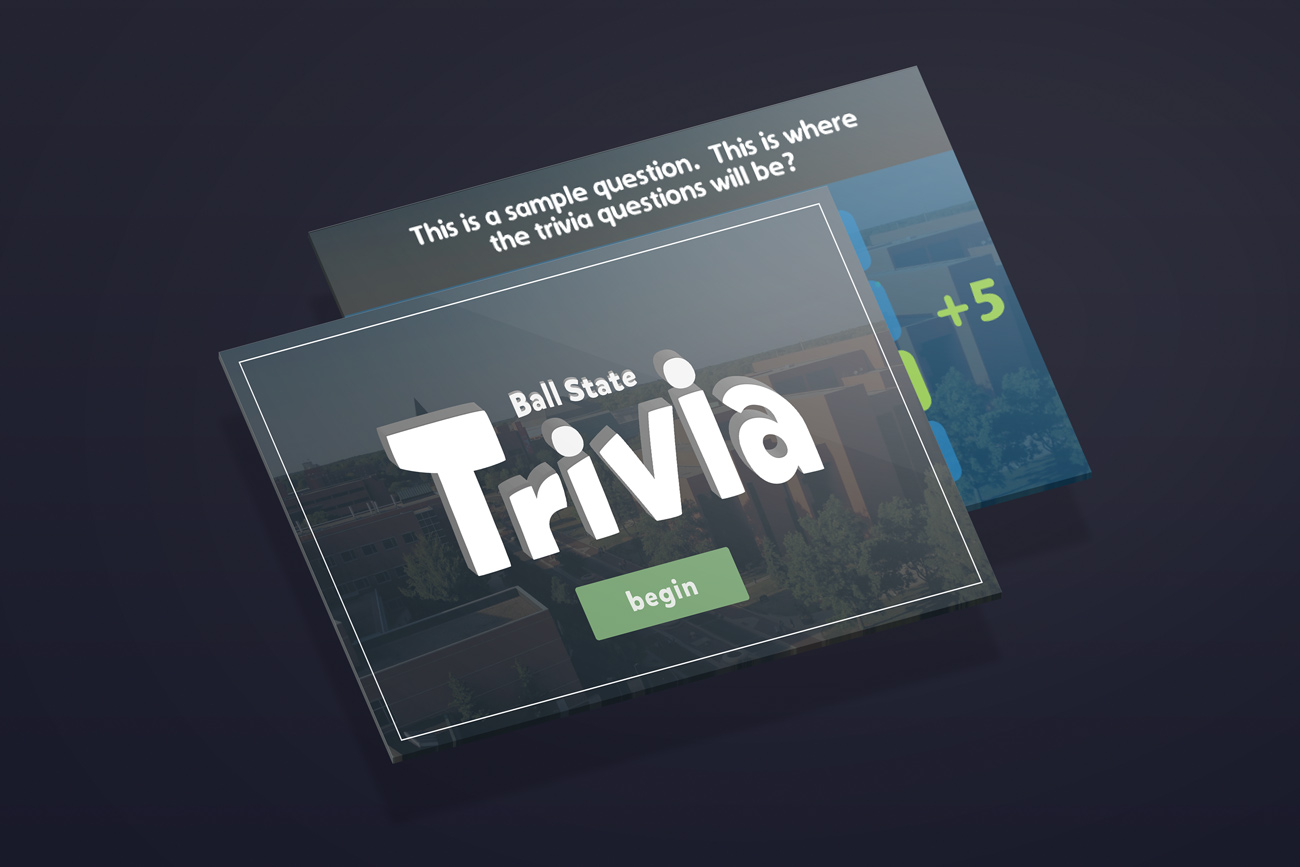 This is a sample question.  This is where
the trivia questions will be?
+5
Ball State
Trivia
begin